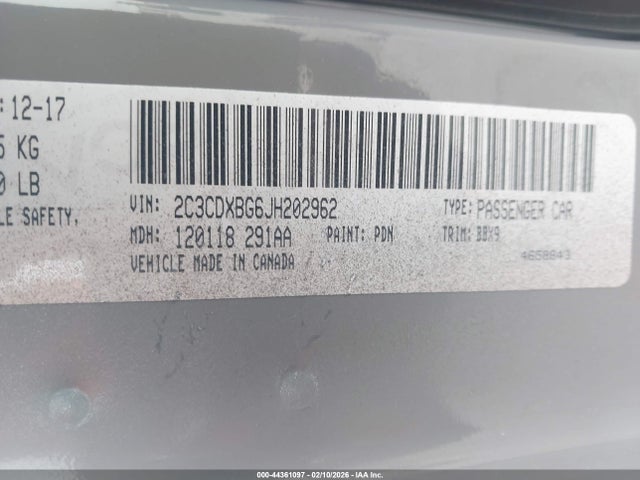 : 12-17
5 KG
0 LB
LE SAFETY,
VIN: 2C3CDXBG6JH202962
TYPE: PASSENGER CAR
MDH: 120118 291AA
PAINT: PDN
TRIM: BBX9
VEHICLE MADE IN CANADA
4658843
000-44361097 - 02/10/2026 - IAA Inc.